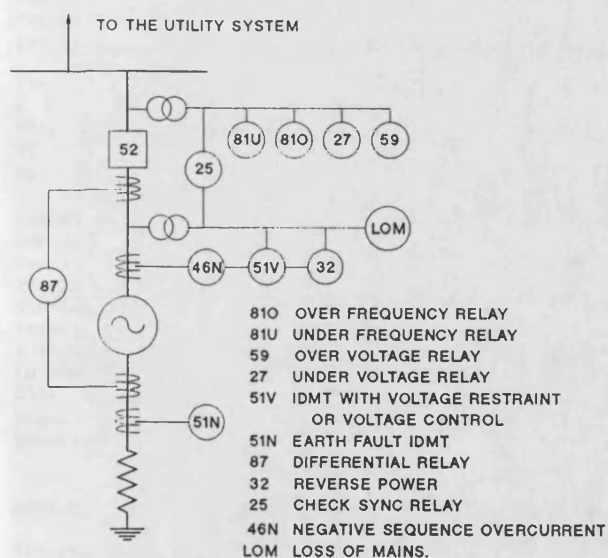 TO THE UTILITY SYSTEM
52
81U
81O
27
59
25
LOM
46N
51V
32
87
51N
81O OVER FREQUENCY RELAY
81U UNDER FREQUENCY RELAY
59 OVER VOLTAGE RELAY
27 UNDER VOLTAGE RELAY
51V IDMT WITH VOLTAGE RESTRAINT
OR VOLTAGE CONTROL
51N EARTH FAULT IDMT
87 DIFFERENTIAL RELAY
32 REVERSE POWER
25 CHECK SYNC RELAY
46N NEGATIVE SEQUENCE OVERCURRENT
LOM LOSS OF MAINS.